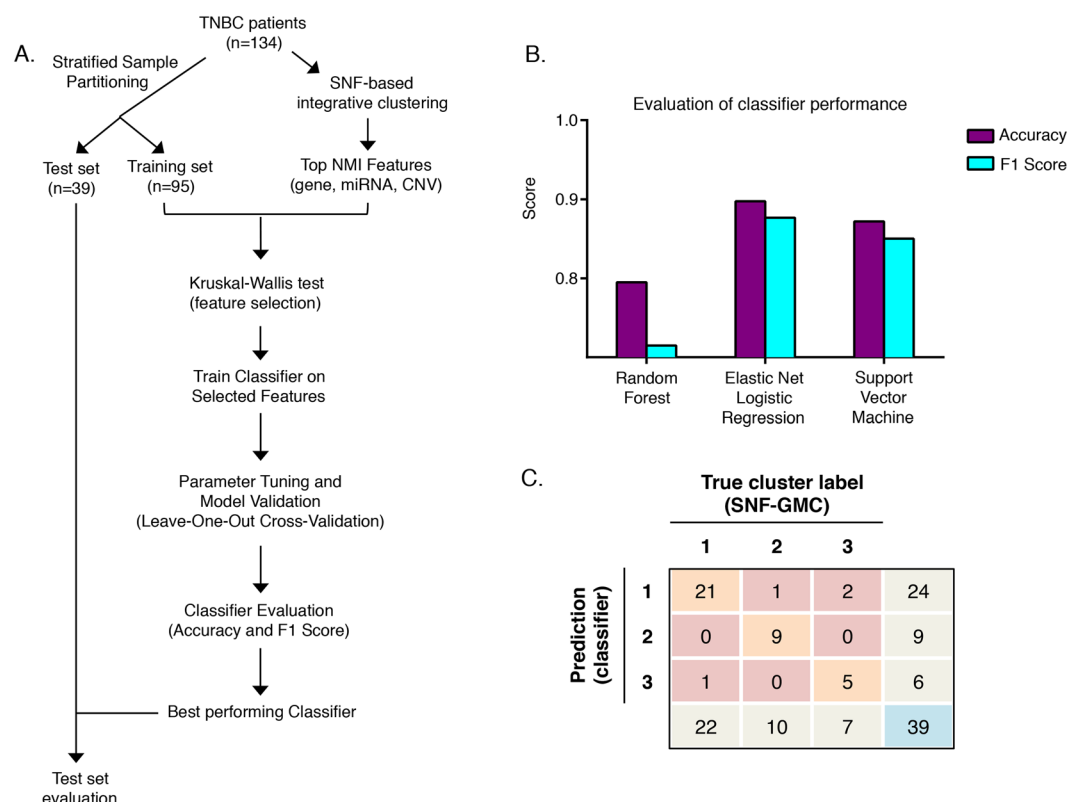 A.
TNBC patients
(n=134)
Stratified Sample
Partitioning
SNF-based
integrative clustering
Test set
(n=39)
Training set
(n=95)
Top NMI Features
(gene, miRNA, CNV)
Kruskal-Wallis test
(feature selection)
Train Classifier on
Selected Features
Parameter Tuning and
Model Validation
(Leave-One-Out Cross-Validation)
Classifier Evaluation
(Accuracy and F1 Score)
Best performing Classifier
Test set
evaluation
B.
Evaluation of classifier performance
Accuracy
F1 Score
Score
1.0
0.9
0.8
Random
Forest
Elastic Net
Logistic
Regression
Support
Vector
Machine
C.
True cluster label
(SNF-GMC)
1 2 3
Prediction
(classifier)
1 21 1 2 24
2 0 9 0 9
3 1 0 5 6
22 10 7 39